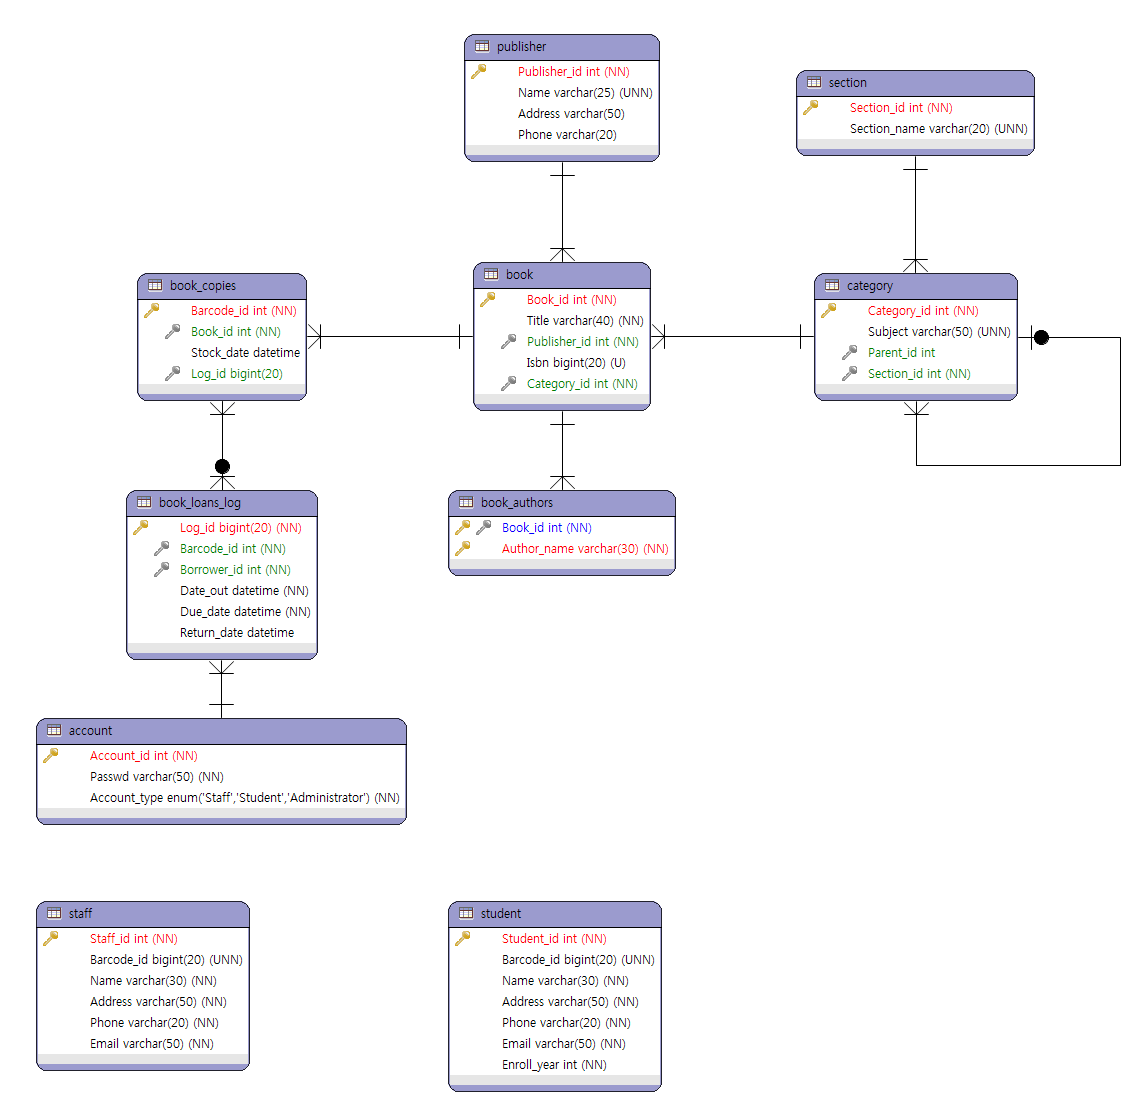 publisher
Publisher_id int (NN)
Name varchar(25) (UNN)
Address varchar(50)
Phone varchar(20)
section
Section_id int (NN)
Section_name varchar(20) (UNN)
book_copies
Barcode_id int (NN)
Book_id int (NN)
Stock_date datetime
Log_id bigint(20)
book
Book_id int (NN)
Title varchar(40) (NN)
Publisher_id int (NN)
Isbn bigint(20) (U)
Category_id int (NN)
category
Category_id int (NN)
Subject varchar(50) (UNN)
Parent_id int
Section_id int (NN)
book_loans_log
Log_id bigint(20) (NN)
Barcode_id int (NN)
Borrower_id int (NN)
Date_out datetime (NN)
Due_date datetime (NN)
Return_date datetime
book_authors
Book_id int (NN)
Author_name varchar(30) (NN)
account
Account_id int (NN)
Passwd varchar(50) (NN)
Account_type enum('Staff','Student','Administrator') (NN)
staff
Staff_id int (NN)
Barcode_id bigint(20) (UNN)
Name varchar(30) (NN)
Address varchar(50) (NN)
Phone varchar(20) (NN)
Email varchar(50) (NN)
student
Student_id int (NN)
Barcode_id bigint(20) (UNN)
Name varchar(30) (NN)
Address varchar(50) (NN)
Phone varchar(20) (NN)
Email varchar(50) (NN)
Enroll_year int (NN)